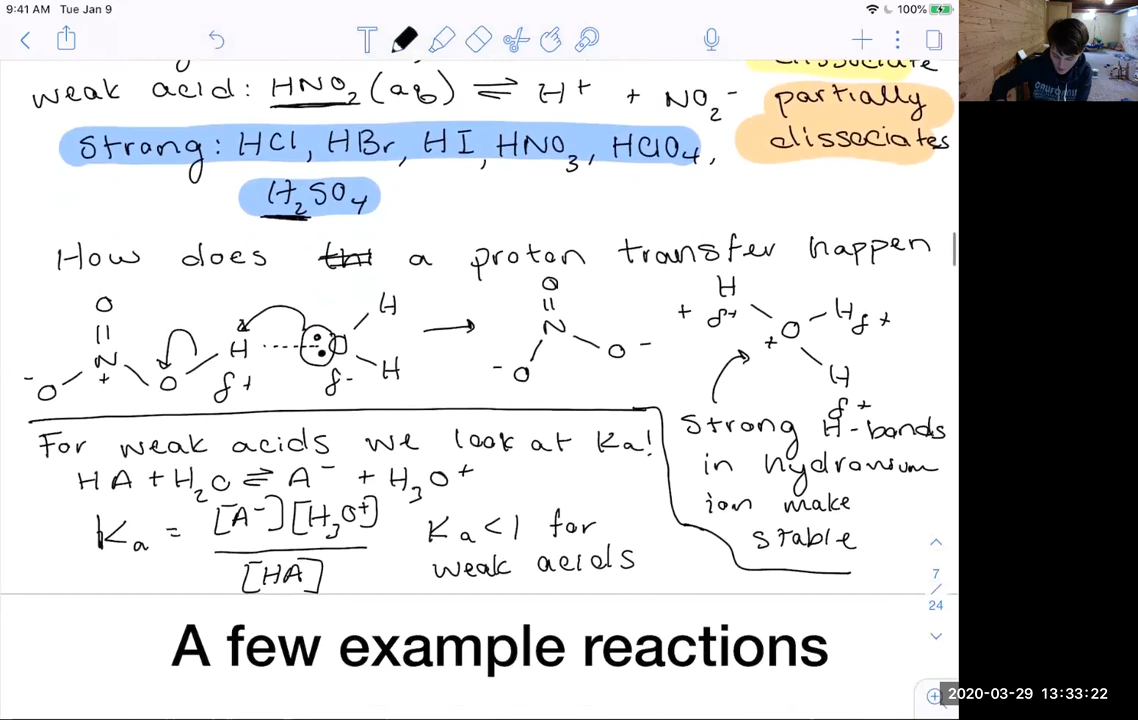 9:41 AM Tue Jan 9
100%
dissociate
weak acid: HNO2 (aq) ⇌ H+ + NO2-
partially
dissociates
Strong: HCl, HBr, HI, HNO3, HClO4,
H2SO4
How does a proton transfer happen
O
N
+
-O
O
H
δ+
O
δ-
H
H
→
O
N
-O
O-
H
+ δ+
O
+
H δ+
H
δ+
For weak acids we look at Ka!
HA + H2O ⇌ A- + H3O+
Ka = [A-][H3O+]
[HA]
Ka<1 for
weak acids
Strong H-bonds
in hydronium
ion make
stable
7
/
24
A few example reactions
2020-03-29 13:33:22